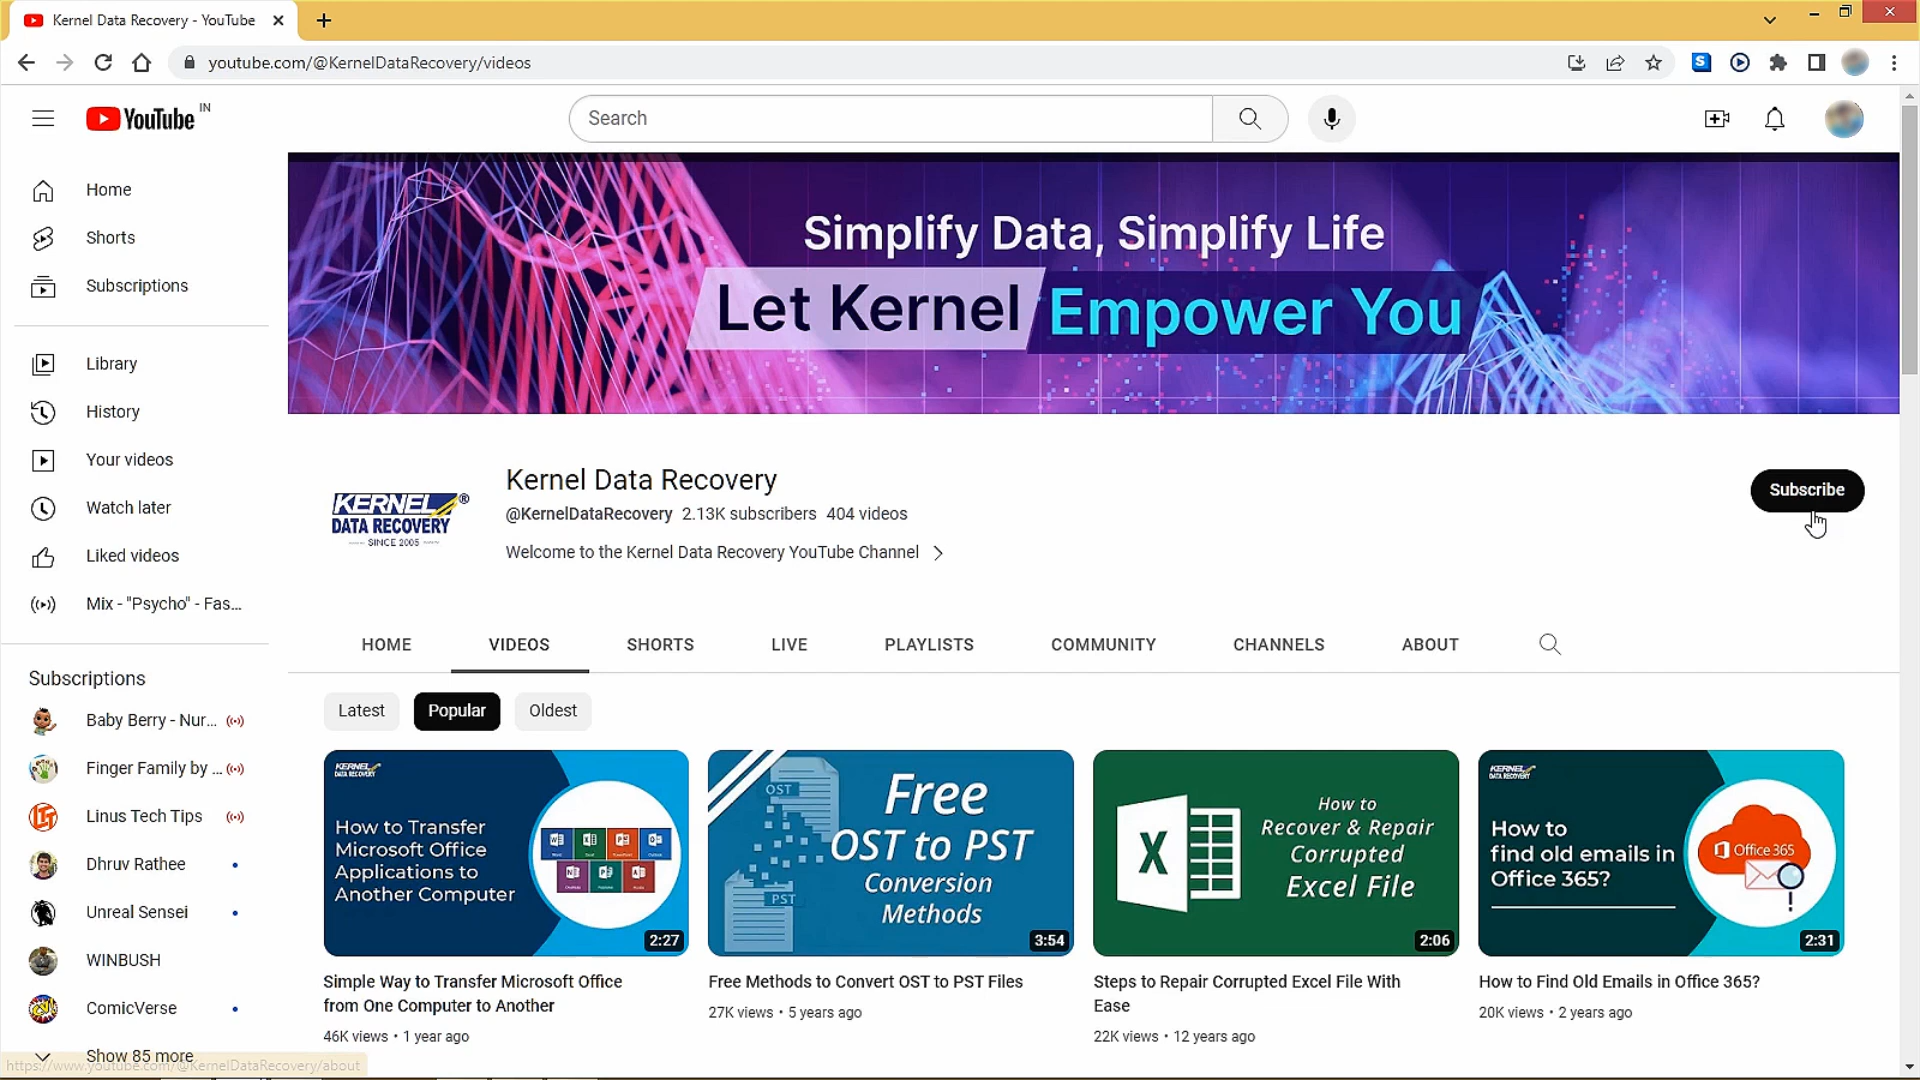 Kernel Data Recovery - YouTube
youtube.com/@KernelDataRecovery/videos
YouTube IN
Search
Home
Shorts
Subscriptions
Library
History
Your videos
Watch later
Liked videos
Mix - "Psycho" - Fas...
Subscriptions
Baby Berry - Nur...
Finger Family by ...
Linus Tech Tips
Dhruv Rathee
Unreal Sensei
WINBUSH
ComicVerse
Show 85 more
https://www.youtube.com/@KernelDataRecovery/about
Simplify Data, Simplify Life
Let Kernel Empower You
KERNEL®
DATA RECOVERY
SINCE 2005
Kernel Data Recovery
@KernelDataRecovery 2.13K subscribers 404 videos
Welcome to the Kernel Data Recovery YouTube Channel
Subscribe
HOME VIDEOS SHORTS LIVE PLAYLISTS COMMUNITY CHANNELS ABOUT
Latest Popular Oldest
KERNEL
DATA RECOVERY
How to Transfer
Microsoft Office
Applications to
Another Computer
2:27
Simple Way to Transfer Microsoft Office
from One Computer to Another
46K views • 1 year ago
OST
PST
Free
OST to PST
Conversion
Methods
3:54
Free Methods to Convert OST to PST Files
27K views • 5 years ago
X
How to
Recover & Repair
Corrupted
Excel File
2:06
Steps to Repair Corrupted Excel File With
Ease
22K views • 12 years ago
KERNEL
DATA RECOVERY
How to
find old emails in
Office 365?
Office 365
2:31
How to Find Old Emails in Office 365?
20K views • 2 years ago